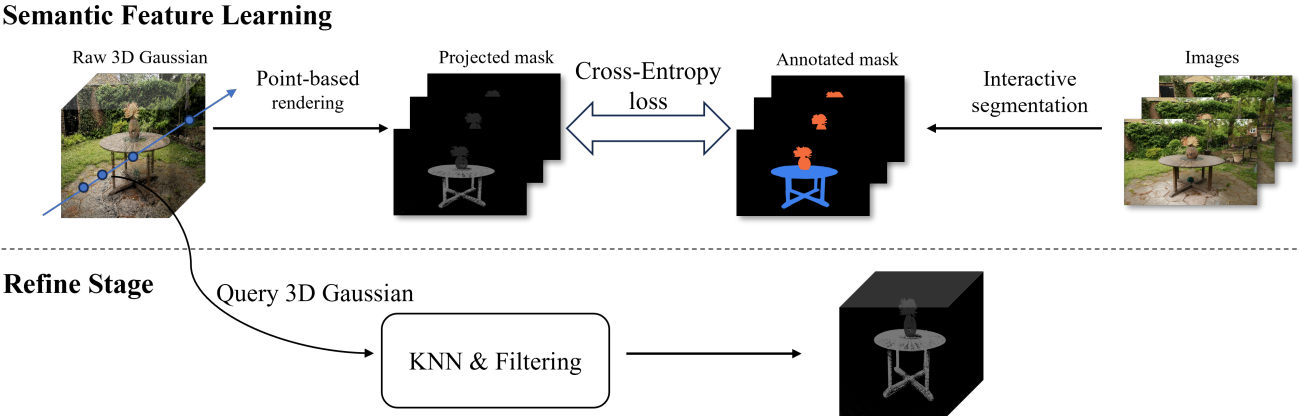 Semantic Feature Learning
Raw 3D Gaussian
Point-based
rendering
Projected mask
Cross-Entropy
loss
Annotated mask
Interactive
segmentation
Images
Refine Stage
Query 3D Gaussian
KNN & Filtering